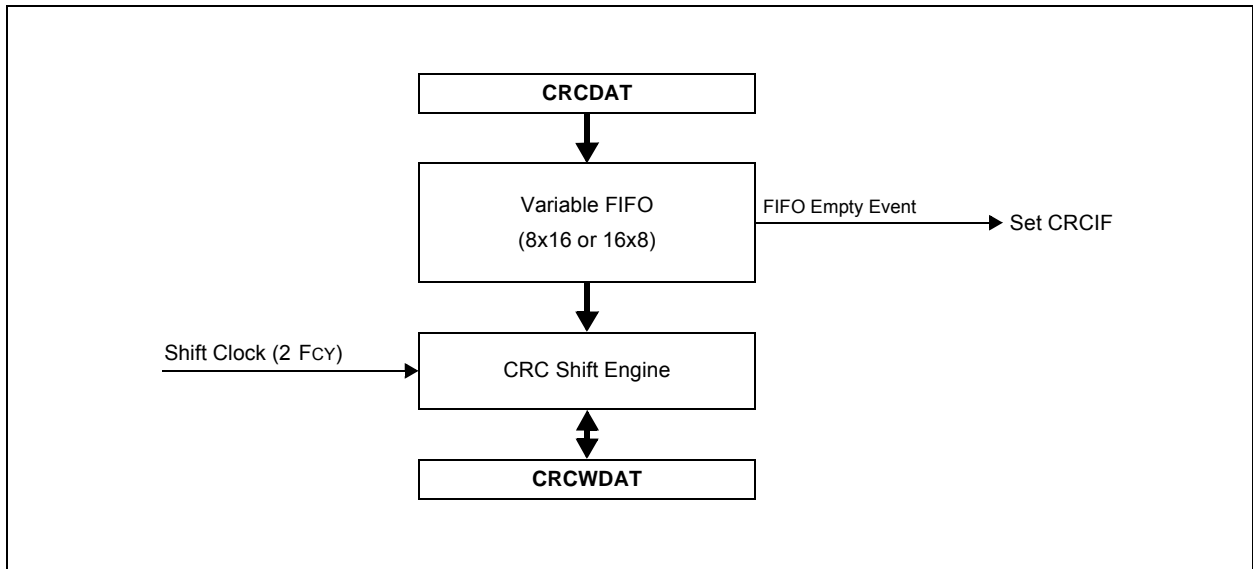 CRCDAT
Variable FIFO
(8x16 or 16x8)
FIFO Empty Event
Set CRCIF
Shift Clock (2 FCY)
CRC Shift Engine
CRCWDAT